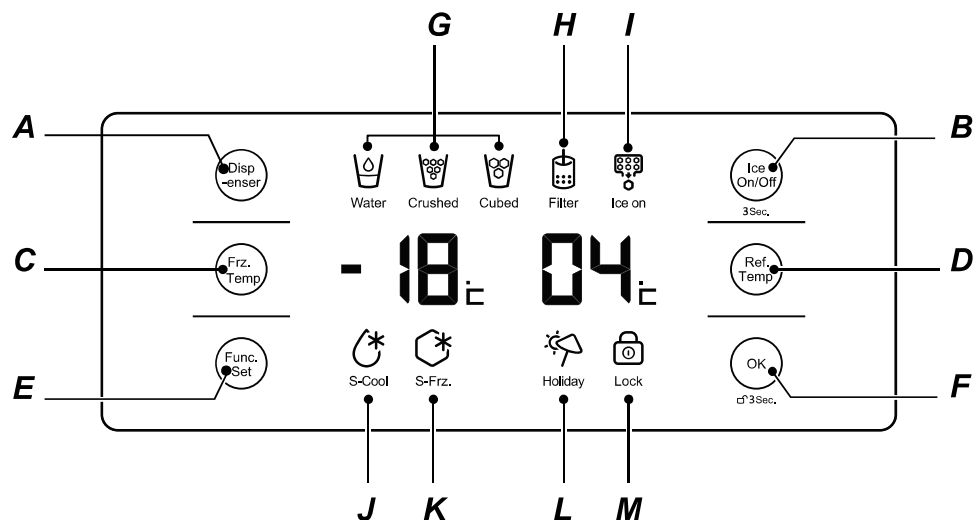 G H I
A B
Disp
-enser
Ice
On/Off
3Sec.
Water Crushed Cubed Filter Ice on
C D
Frz.
Temp
-18°C 04°C
Ref.
Temp
Func.
Set
OK
3Sec.
S-Cool S-Frz. Holiday Lock
E F
J K L M